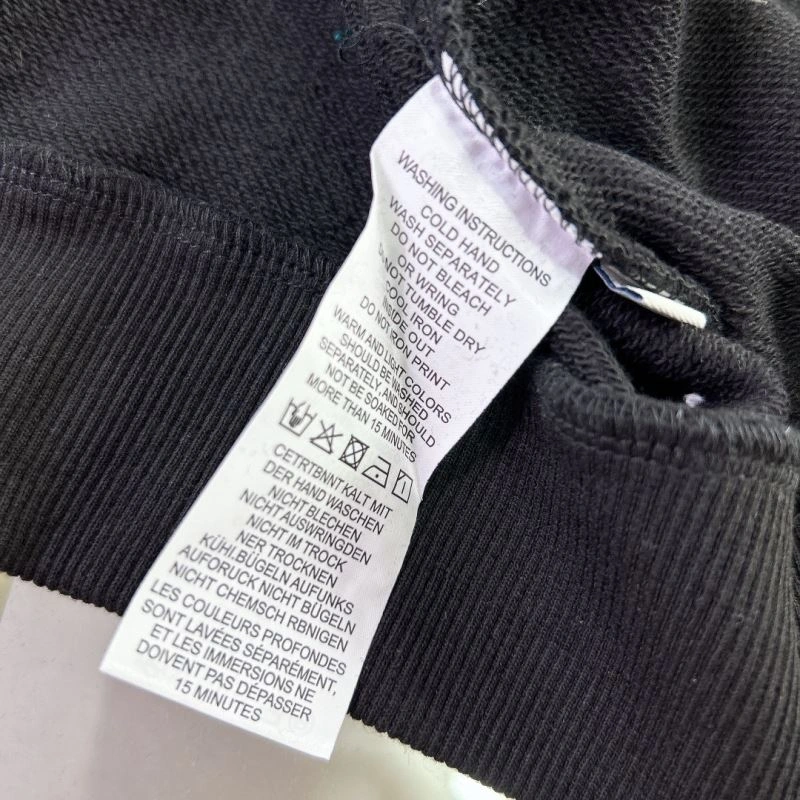 WASHING INSTRUCTIONS
COLD HAND
WASH SEPARATELY
DO NOT BLEACH
OR WRING
NOT TUMBLE DRY
COOL IRON
INSIDE OUT
DO NOT IRON PRINT
WARM AND LIGHT COLORS
SHOULD BE WASHED
SEPARATELY, AND SHOULD
NOT BE SOAKED FOR
MORE THAN 15 MINUTES
CETRTBNNT KALT MIT
DER HAND WASCHEN
NICHT BLECHEN
NICHT AUSWRINGDEN
NICHT IM TROCK
NER TROCKNEN
KÜHLBÜGELN AUFUNKS
AUFORUCK NICHT BÜGELN
NICHT CHEMSCH RBNIGEN
LES COULEURS PROFONDES
SONT LAVÉES SÉPARÉMENT,
ET LES IMMERSIONS NE
DOIVENT PAS DÉPASSER
15 MINUTES